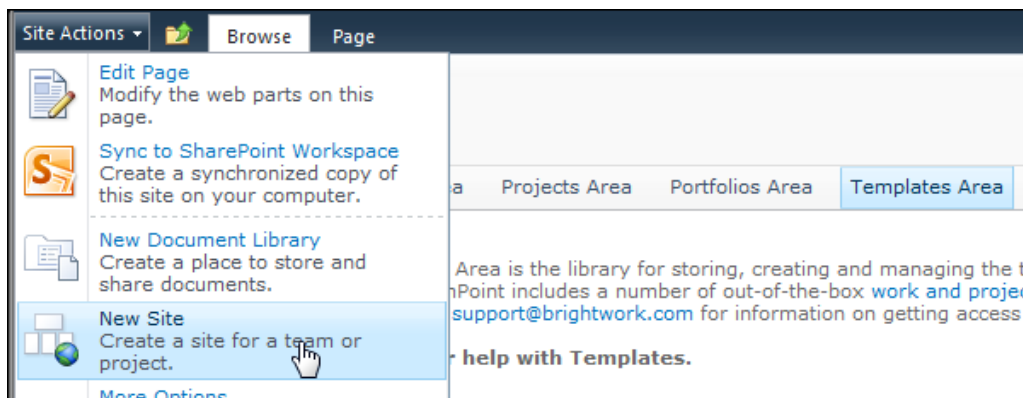 Site Actions
Browse
Page
Edit Page
Modify the web parts on this
page.
Sync to SharePoint Workspace
Create a synchronized copy of
this site on your computer.
New Document Library
Create a place to store and
share documents.
New Site
Create a site for a team or
project.
More Options
a Projects Area Portfolios Area Templates Area
Area is the library for storing, creating and managing the t
nPoint includes a number of out-of-the-box work and projec
support@brightwork.com for information on getting access
r help with Templates.